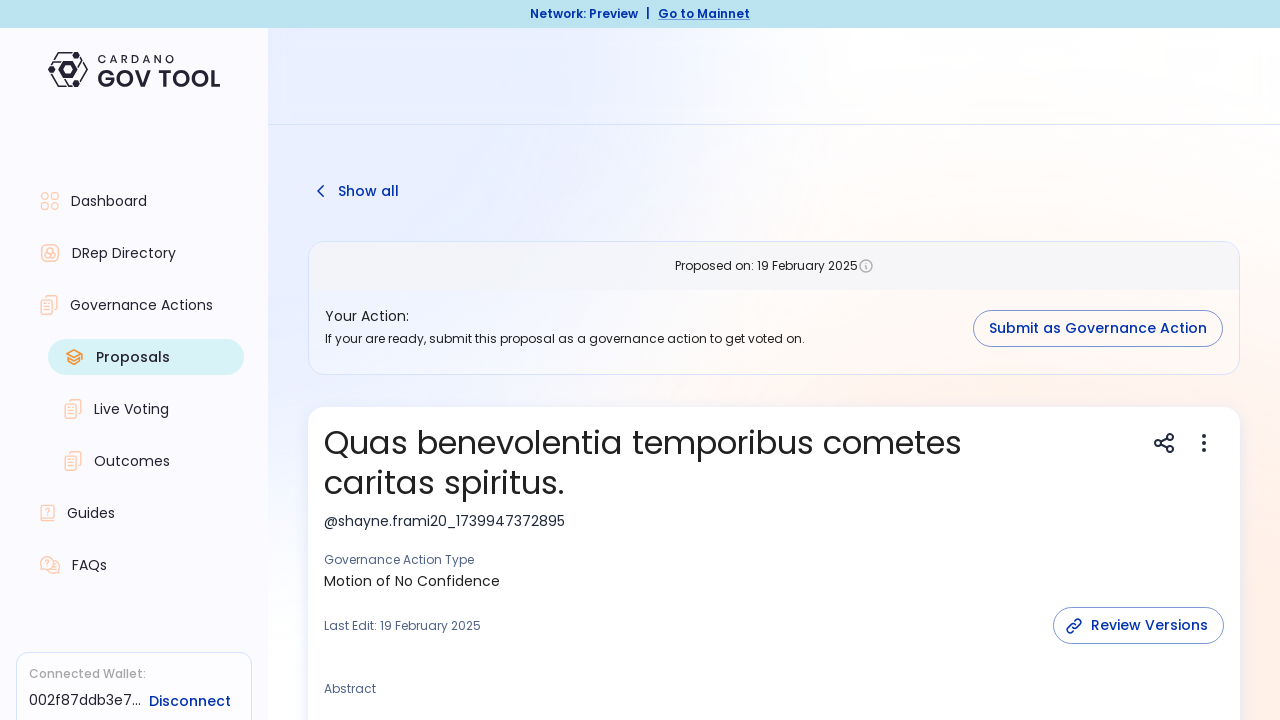 Network: Preview | Go to Mainnet
CARDANO
GOV TOOL
Dashboard
DRep Directory
Governance Actions
Proposals
Live Voting
Outcomes
Guides
FAQs
Connected Wallet:
002f87ddb3e7... Disconnect
Show all
Proposed on: 19 February 2025
Your Action:
If your are ready, submit this proposal as a governance action to get voted on.
Submit as Governance Action
Quas benevolentia temporibus cometes
caritas spiritus.
@shayne.frami20_1739947372895
Governance Action Type
Motion of No Confidence
Last Edit: 19 February 2025
Review Versions
Abstract